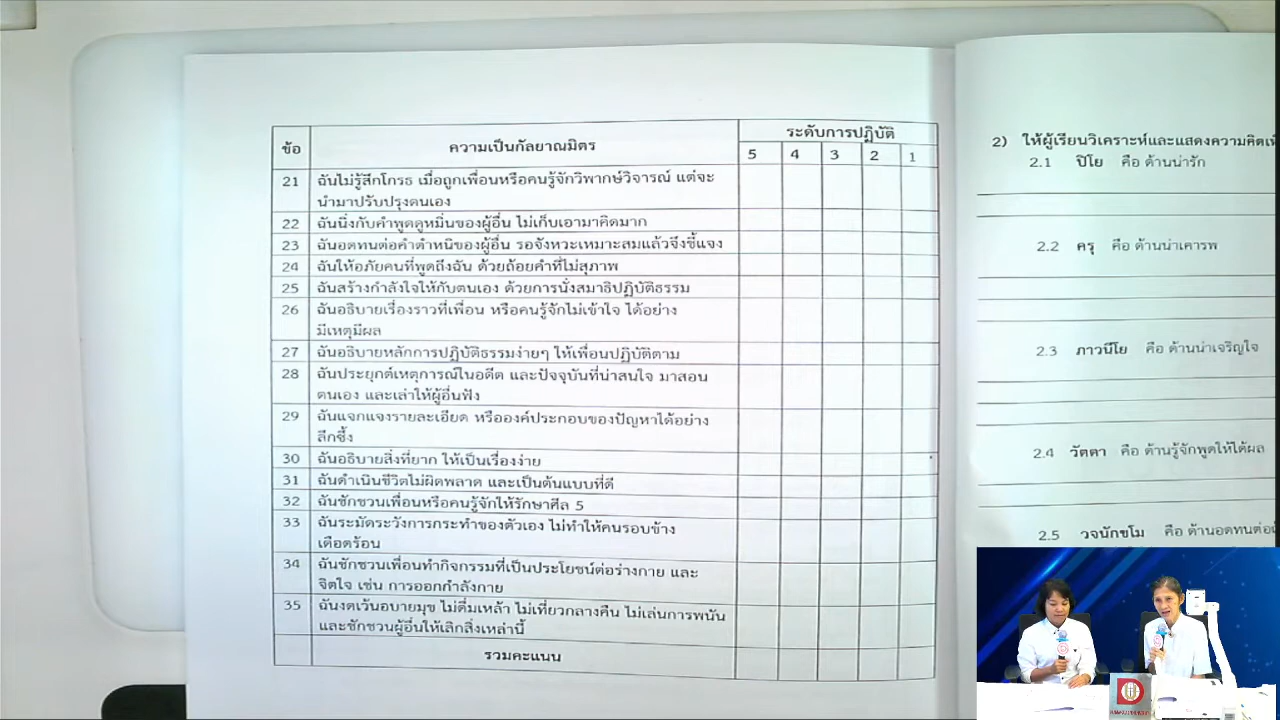 ข้อ ความเป็นกัลยาณมิตร ระดับการปฏิบัติ
5 4 3 2 1
21 ฉันไม่รู้สึกโกรธ เมื่อถูกเพื่อนหรือคนรู้จักวิพากษ์วิจารณ์ แต่จะ
นำมาปรับปรุงตนเอง
22 ฉันนิ่งกับคำพูดดูหมิ่นของผู้อื่น ไม่เก็บเอามาคิดมาก
23 ฉันอดทนต่อคำตำหนิของผู้อื่น รอจังหวะเหมาะสมแล้วจึงชี้แจง
24 ฉันให้อภัยคนที่พูดถึงฉัน ด้วยถ้อยคำที่ไม่สุภาพ
25 ฉันสร้างกำลังใจให้กับตนเอง ด้วยการนั่งสมาธิปฏิบัติธรรม
26 ฉันอธิบายเรื่องราวที่เพื่อน หรือคนรู้จักไม่เข้าใจ ได้อย่าง
มีเหตุมีผล
27 ฉันอธิบายหลักการปฏิบัติธรรมง่ายๆ ให้เพื่อนปฏิบัติตาม
28 ฉันประยุกต์เหตุการณ์ในอดีต และปัจจุบันที่น่าสนใจ มาสอน
ตนเอง และเล่าให้ผู้อื่นฟัง
29 ฉันแจกแจงรายละเอียด หรือองค์ประกอบของปัญหาได้อย่าง
ลึกซึ้ง
30 ฉันอธิบายสิ่งที่ยาก ให้เป็นเรื่องง่าย
31 ฉันดำเนินชีวิตไม่ผิดพลาด และเป็นต้นแบบที่ดี
32 ฉันชักชวนเพื่อนหรือคนรู้จักให้รักษาศีล 5
33 ฉันระมัดระวังการกระทำของตัวเอง ไม่ทำให้คนรอบข้าง
เดือดร้อน
34 ฉันชักชวนเพื่อนทำกิจกรรมที่เป็นประโยชน์ต่อร่างกาย และ
จิตใจ เช่น การออกกำลังกาย
35 ฉันงดเว้นอบายมุข ไม่ดื่มเหล้า ไม่เที่ยวกลางคืน ไม่เล่นการพนัน
และชักชวนผู้อื่นให้เลิกสิ่งเหล่านี้
รวมคะแนน
2) ให้ผู้เรียนวิเคราะห์และแสดงความคิด
2.1 ปิโย คือ ด้านน่ารัก
2.2 ครุ คือ ด้านน่าเคารพ
2.3 ภาวนีโย คือ ด้านน่าเจริญใจ
2.4 วัตตา คือ ด้านรู้จักพูดให้ได้ผล
2.5 วจนักขโม คือ ด้านอดทนต่อ